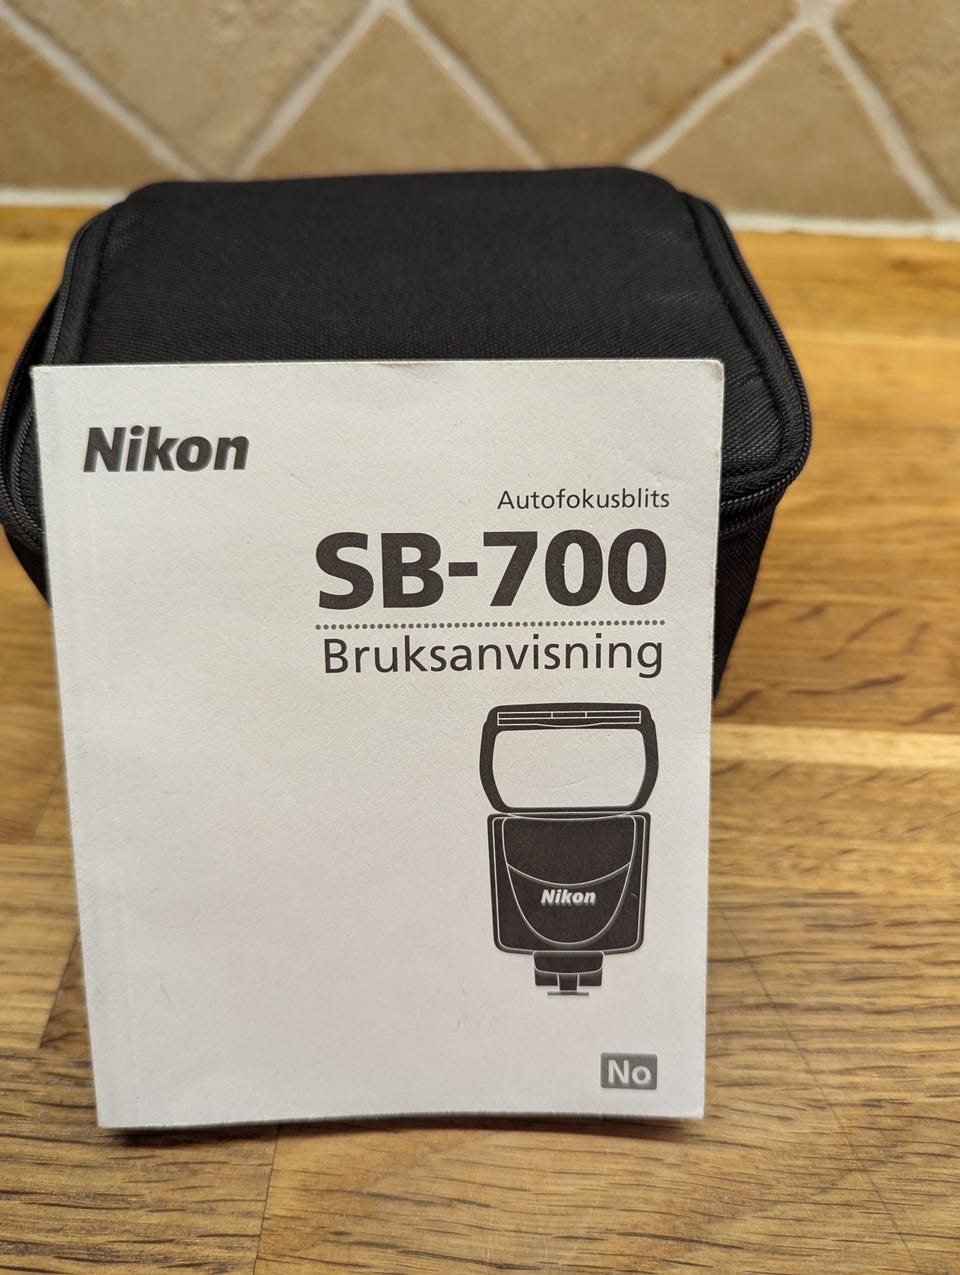 Nikon
Autofokusblits
SB-700
Bruksanvisning
Nikon
No